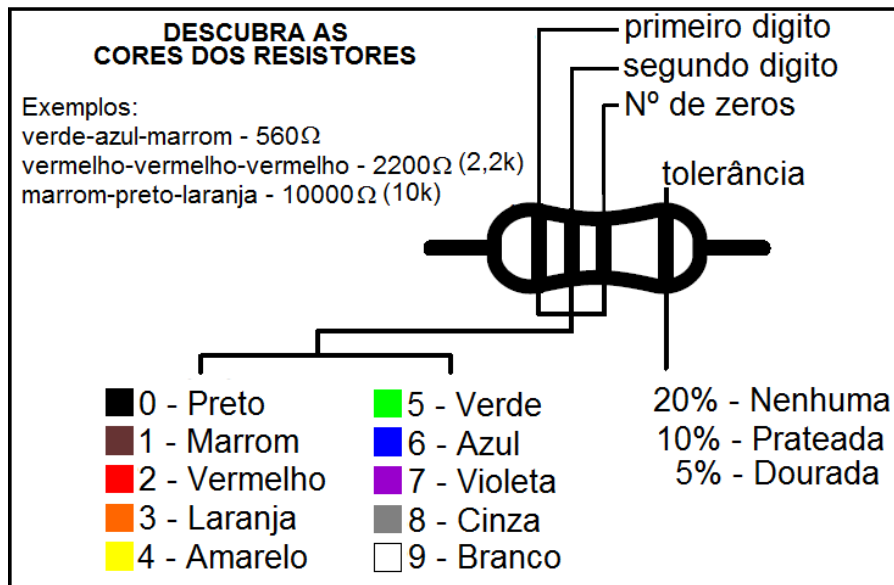 DESCUBRA AS
CORES DOS RESISTORES
Exemplos:
verde-azul-marrom - 560Ω
vermelho-vermelho-vermelho - 2200Ω (2,2k)
marrom-preto-laranja - 10000Ω (10k)
primeiro digito
segundo digito
Nº de zeros
tolerância
0 - Preto
1 - Marrom
2 - Vermelho
3 - Laranja
4 - Amarelo
5 - Verde
6 - Azul
7 - Violeta
8 - Cinza
9 - Branco
20% - Nenhuma
10% - Prateada
5% - Dourada